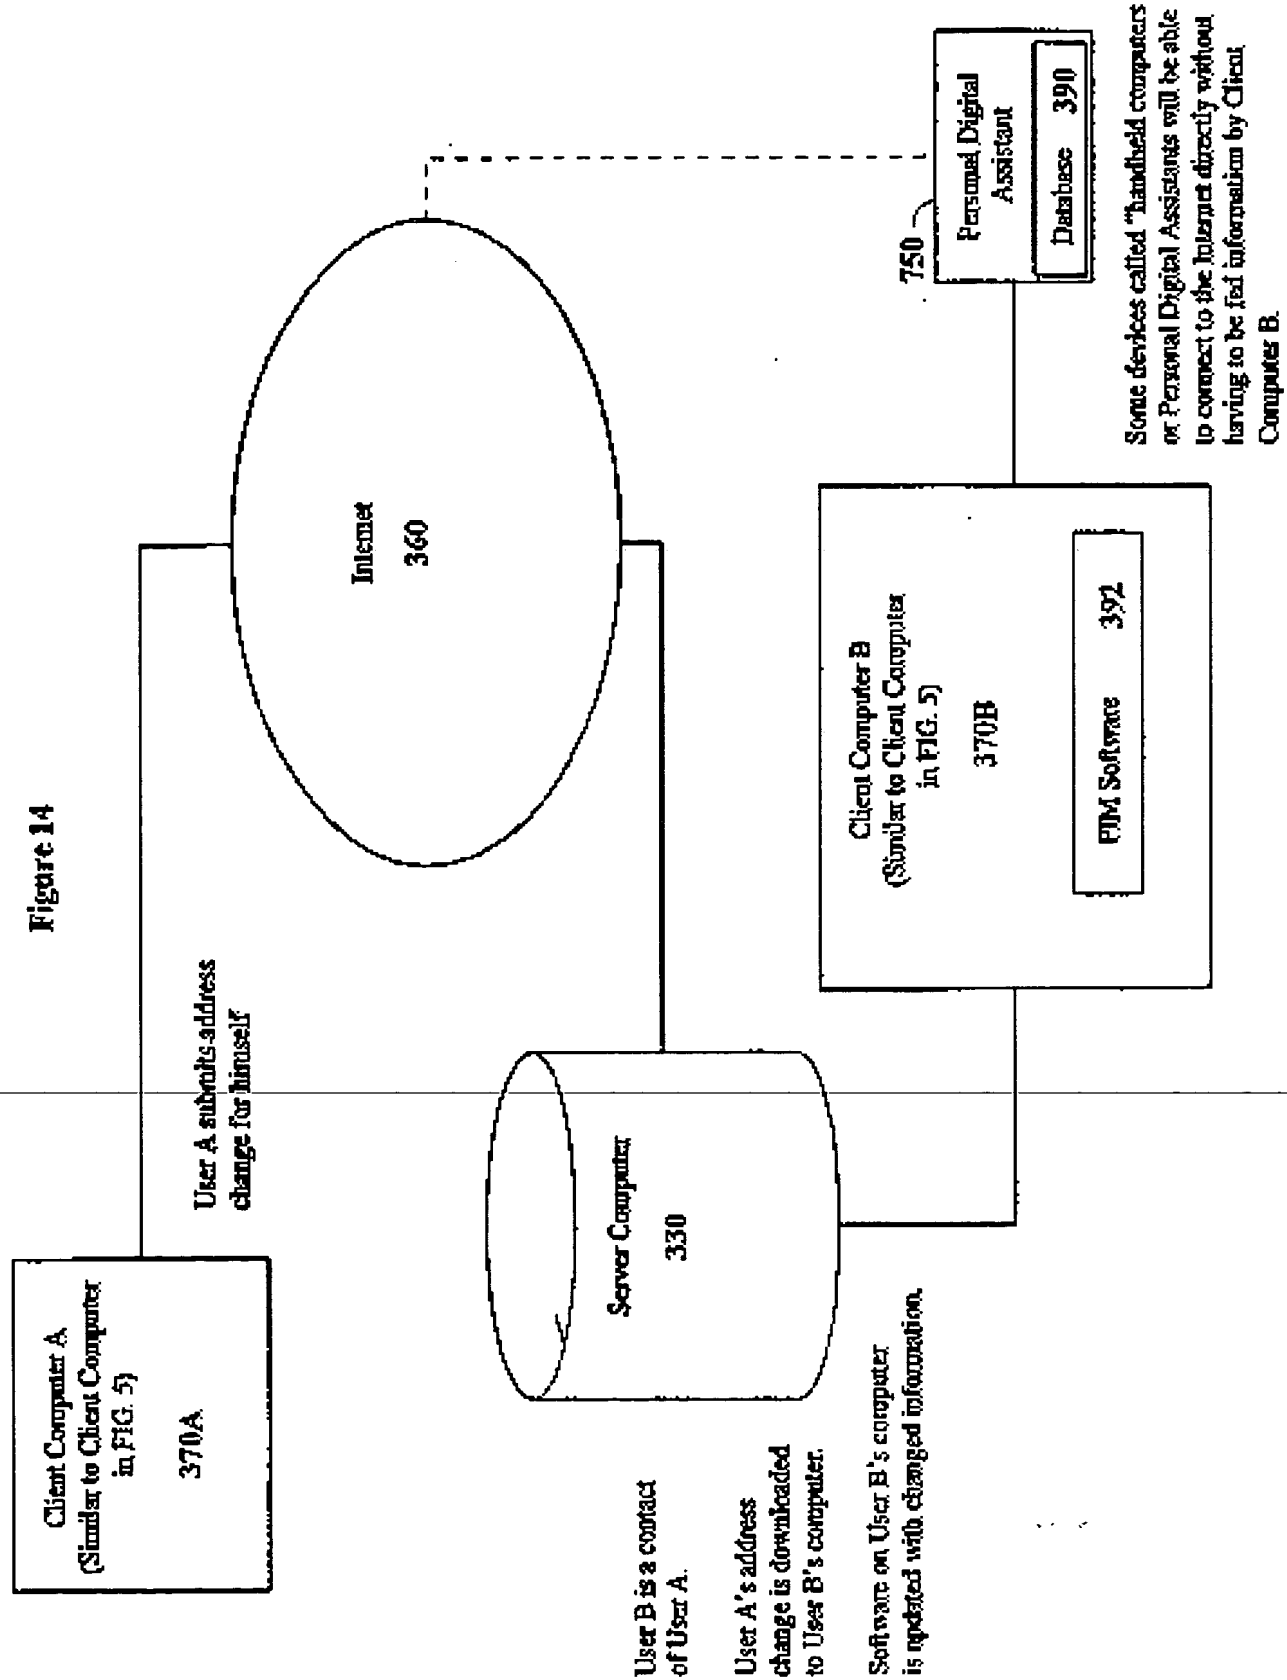 Figure 14
Client Computer A
(Similar to Client Computer
in FIG. 5)
370A
User A submits address
change for himself
Internet
360
User B is a contact
of User A.
User A's address
change is downloaded
to User B's computer.
Software on User B's computer
is updated with changed information.
Server Computer
330
Client Computer B
(Similar to Client Computer
in FIG. 5)
370B
PIM Software 392
750
Personal Digital
Assistant
Database 390
Some devices called "handheld computers
or Personal Digital Assistants will be able
to connect to the Internet directly without
having to be fed information by Client
Computer B.